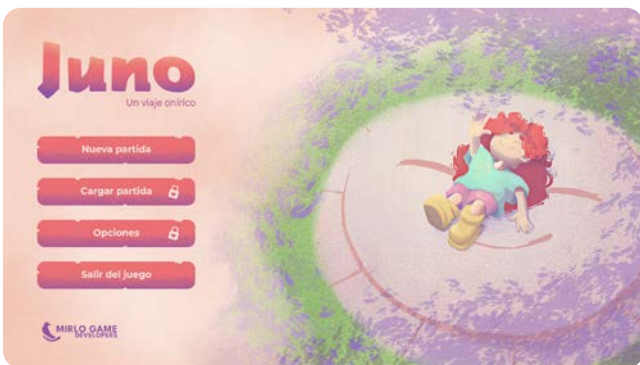 Juno
Un viaje onírico
Nueva partida
Cargar partida
Opciones
Salir del juego
MIRLO GAME
DEVELOPERS